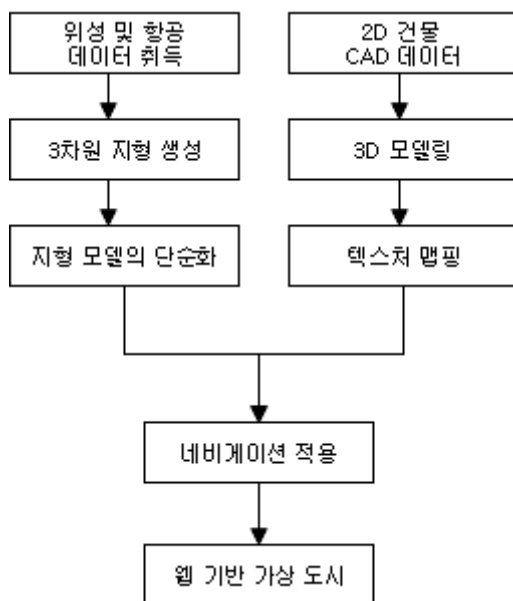 위성 및 항공
데이터 취득
2D 건물
CAD 데이터
3차원 지형 생성
3D 모델링
지형 모델의 단순화
텍스처 맵핑
네비게이션 적용
웹 기반 가상 도시